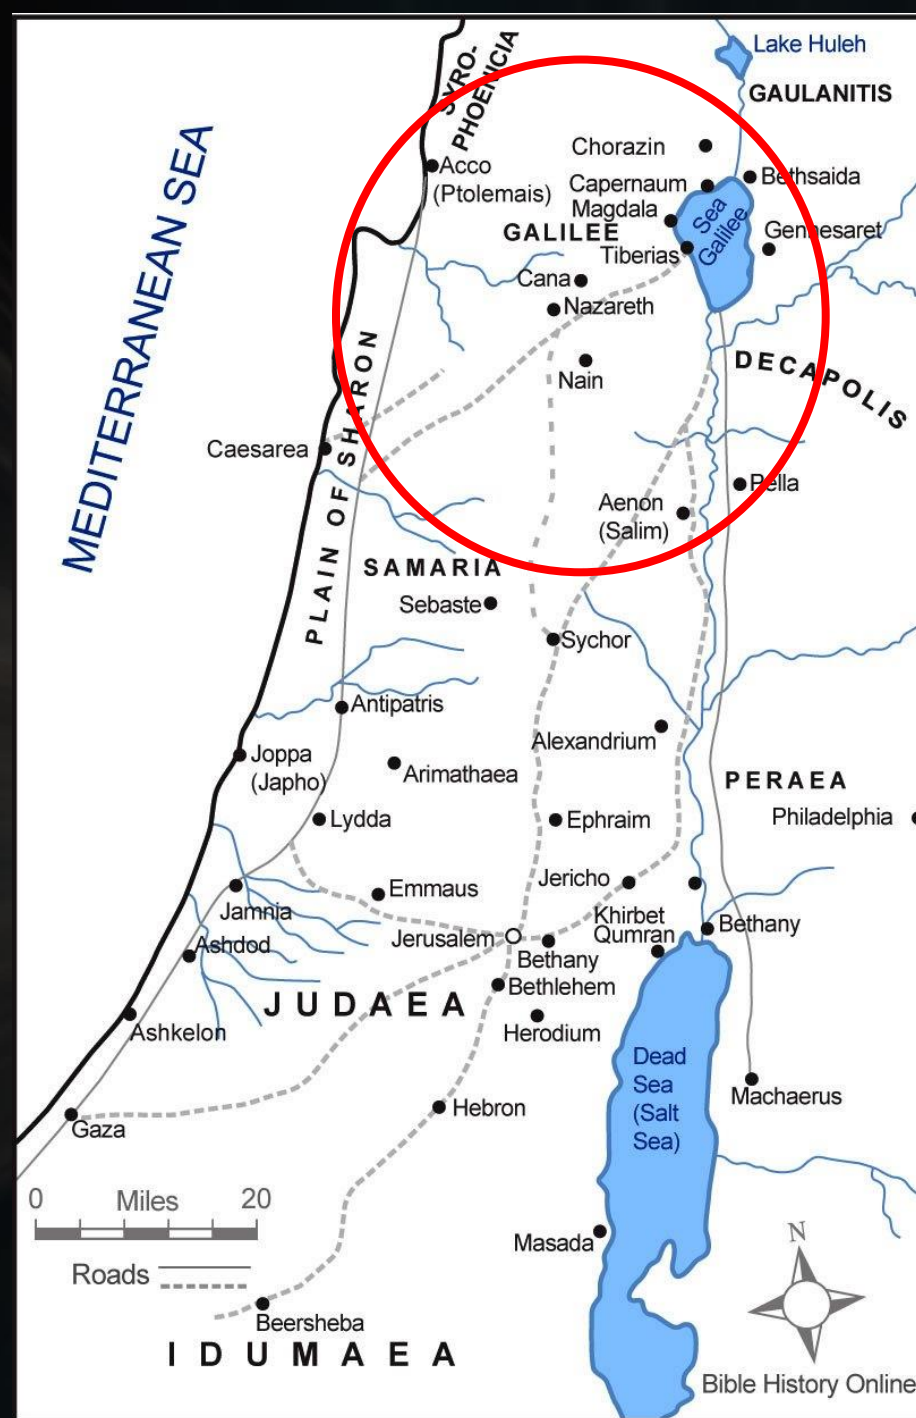 Lake Huleh
SYRO-
PHOENICIA
GAULANITIS
MEDITERRANEAN SEA
Chorazin
Acco
(Ptolemais)
Capernaum
Bethsaida
Magdala
Sea
Galilee
GALILEE
Gennesaret
Tiberias
Cana
Nazareth
DECAPOLIS
Nain
PLAIN OF SHARON
Caesarea
Pella
Aenon
(Salim)
SAMARIA
Sebaste
Sychor
Antipatris
Alexandrium
Joppa
(Japho)
Arimathaea
PERAEA
Lydda
Ephraim
Philadelphia
Emmaus
Jericho
Jamnia
Khirbet
Qumran
Bethany
Jerusalem
Ashdod
Bethany
Bethlehem
JUDAEA
Herodium
Ashkelon
Dead
Sea
(Salt
Sea)
Machaerus
Hebron
Gaza
0 Miles 20
Masada
N
Roads
Beersheba
IDUMAEA
Bible History Online